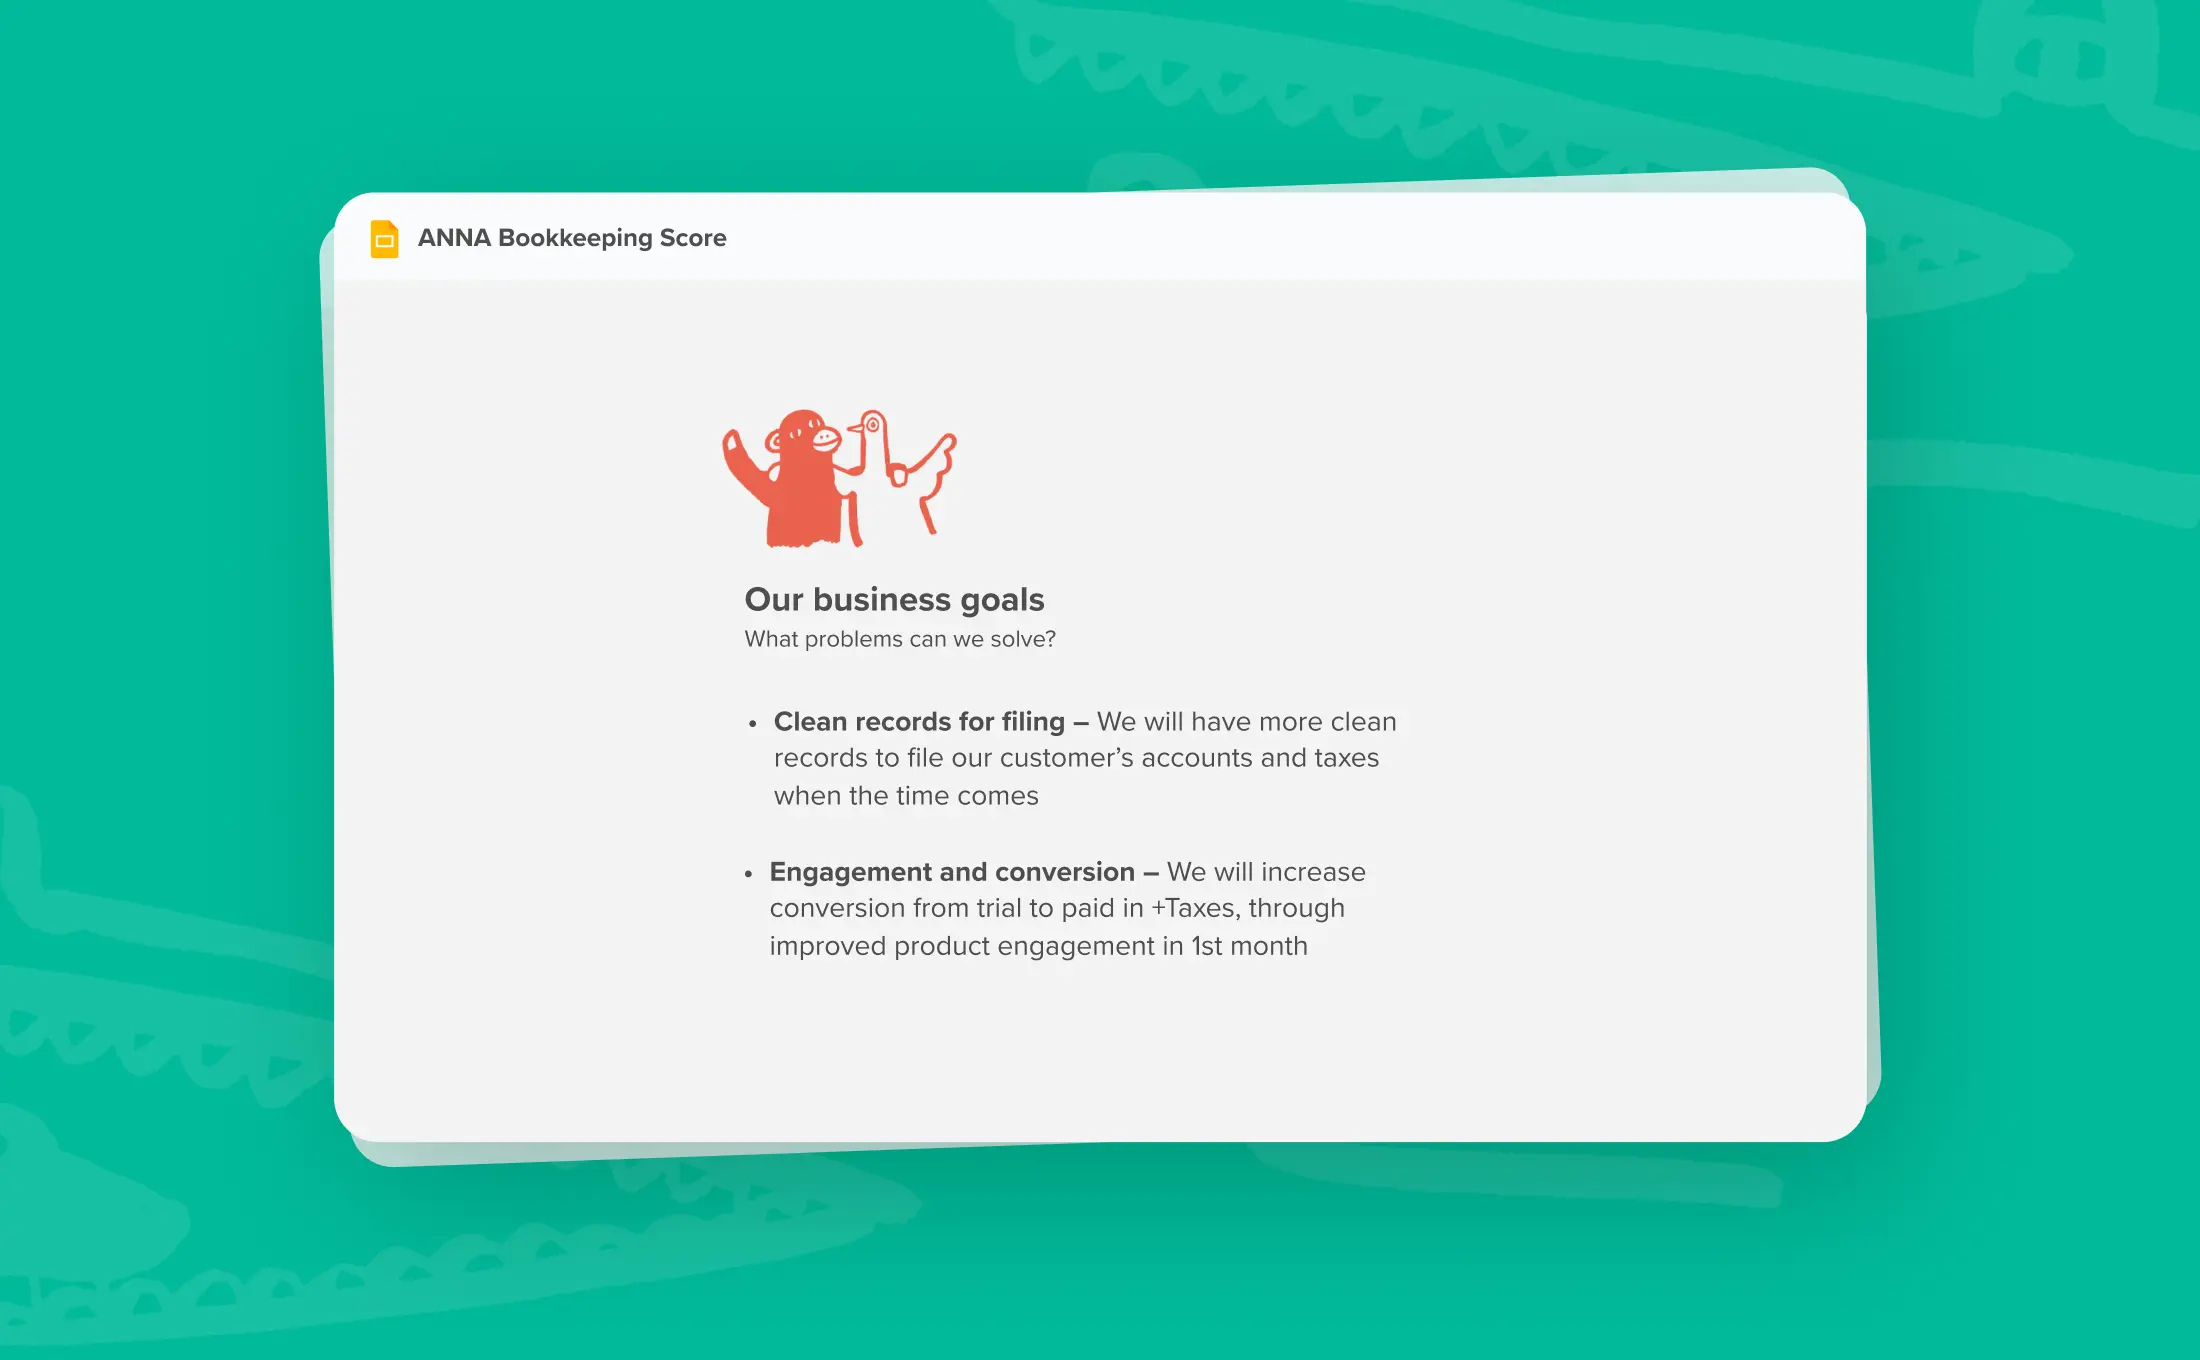 ANNA Bookkeeping Score
Our business goals
What problems can we solve?
• Clean records for filing – We will have more clean
records to file our customer’s accounts and taxes
when the time comes
• Engagement and conversion – We will increase
conversion from trial to paid in +Taxes, through
improved product engagement in 1st month